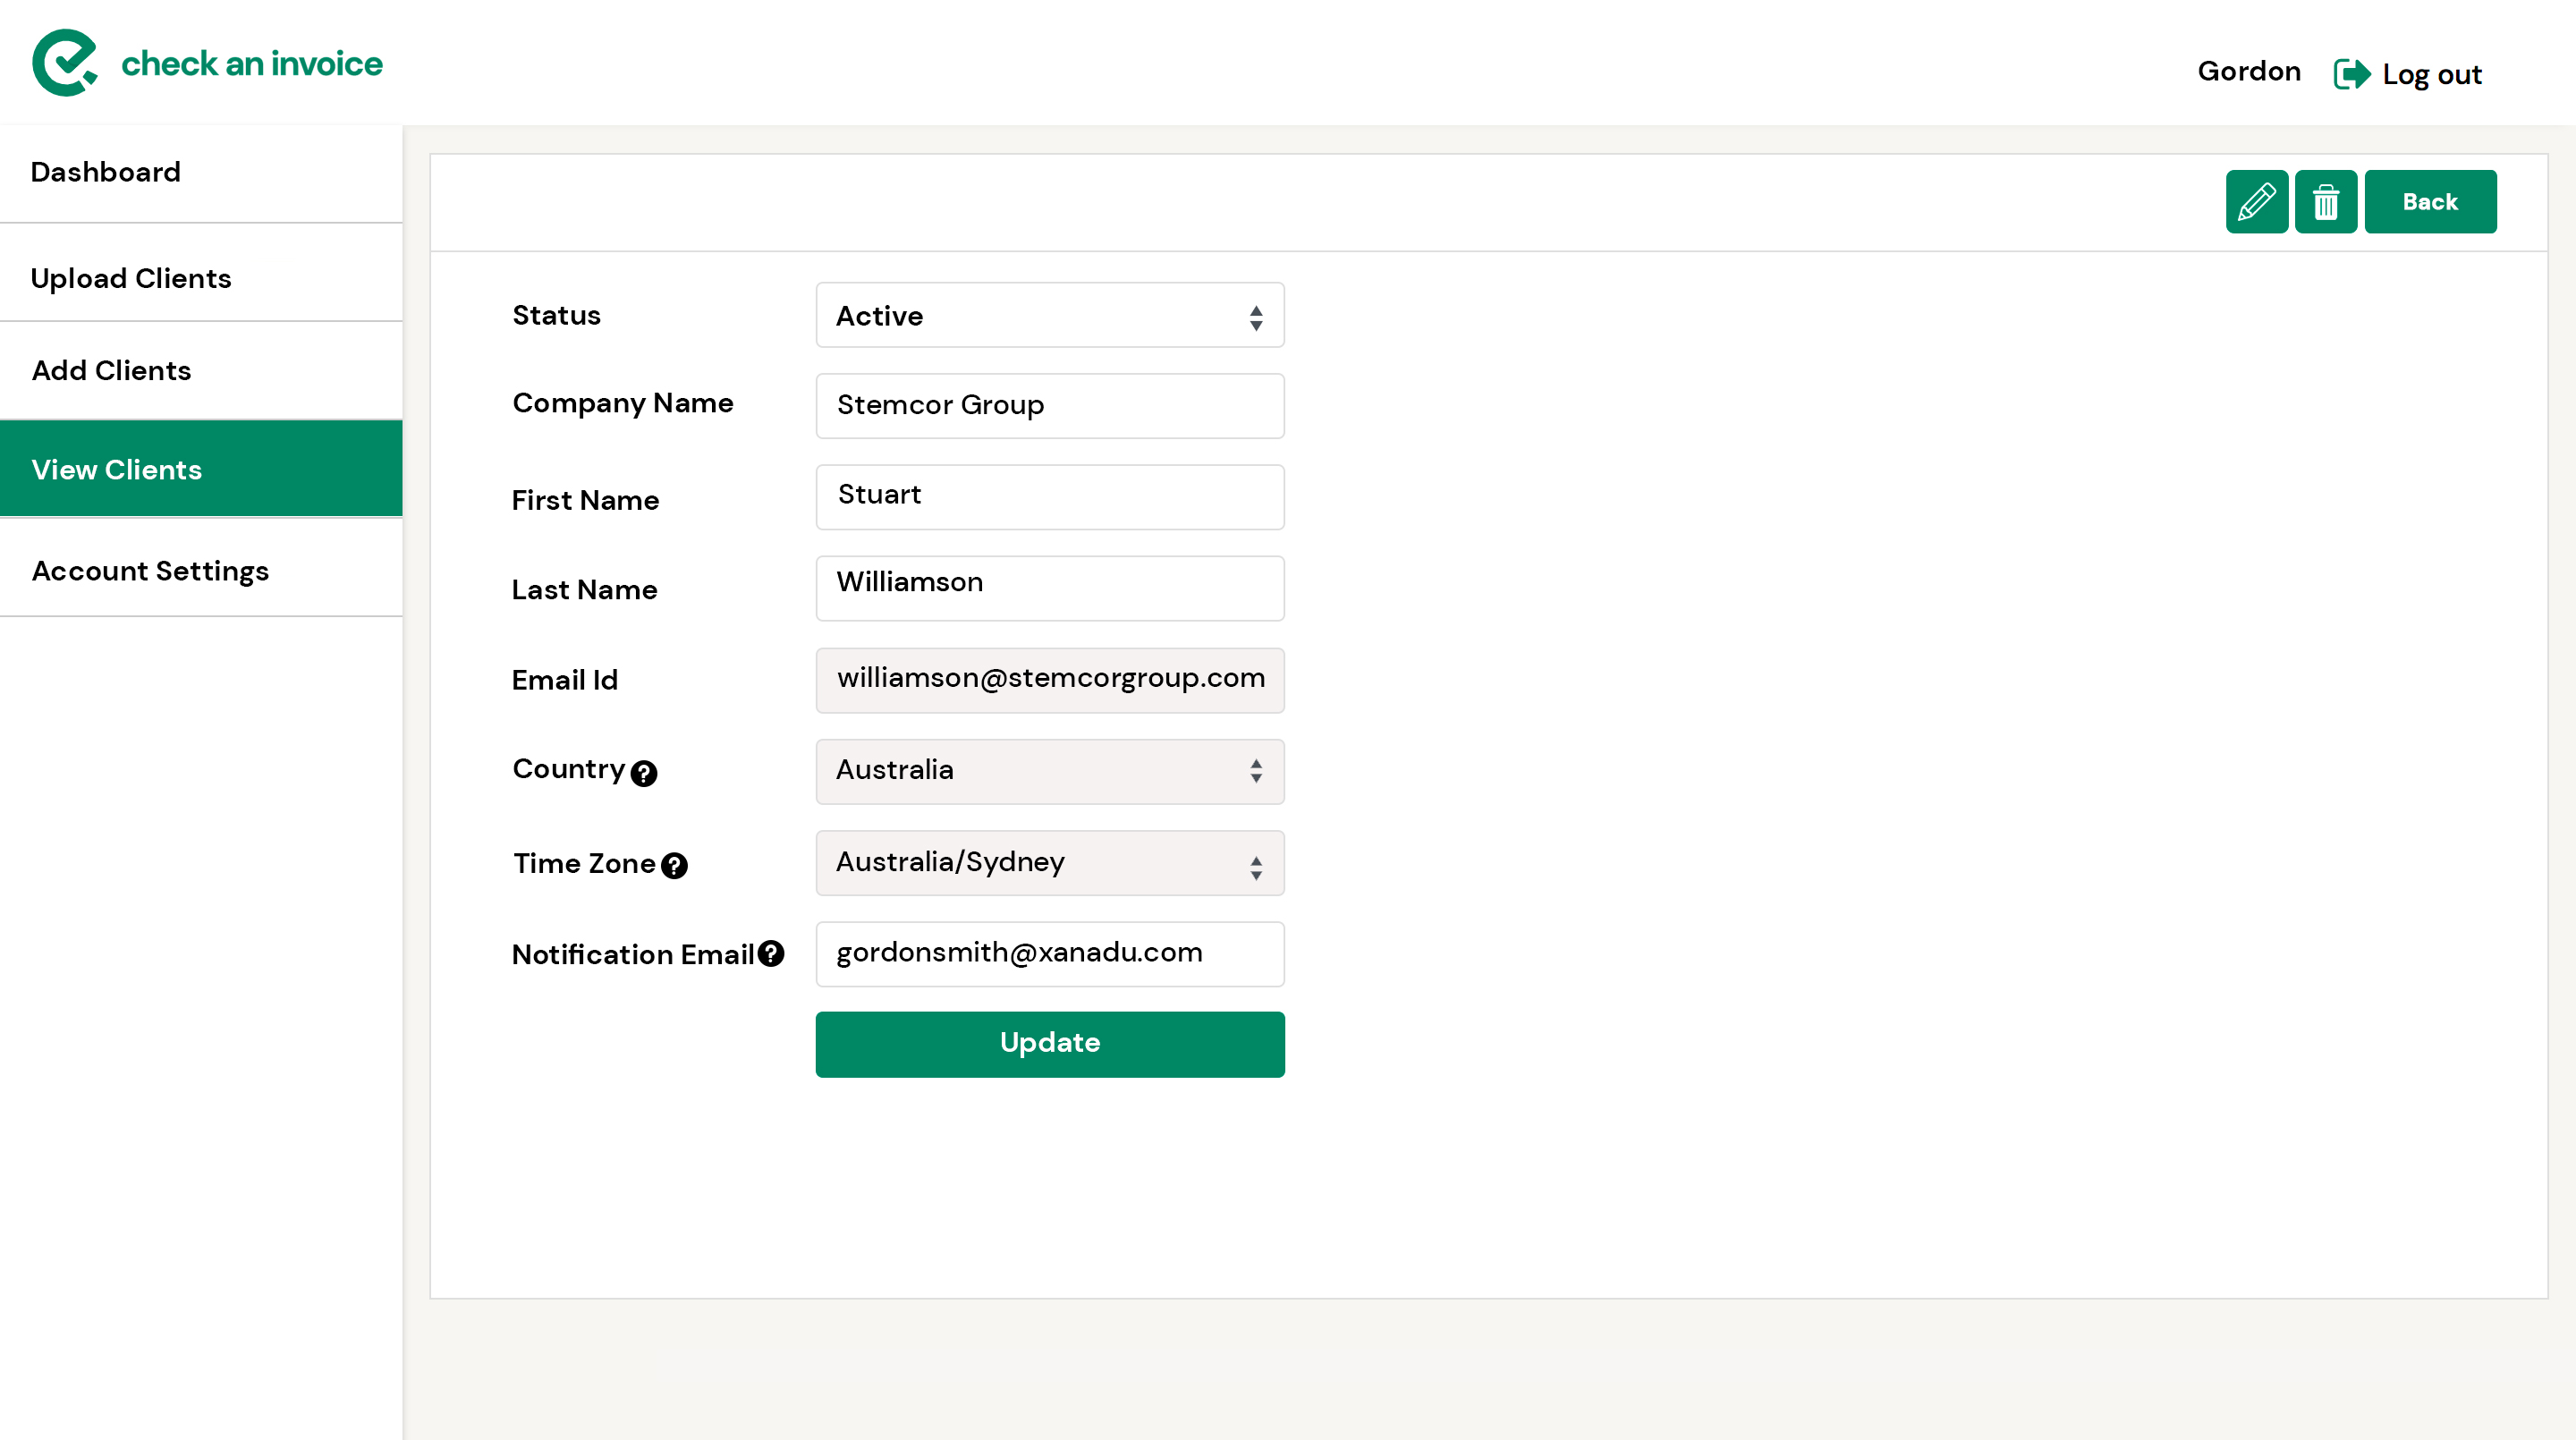 check an invoice
Gordon
Log out
Dashboard
Upload Clients
Add Clients
View Clients
Account Settings
Back
Status
Active
Company Name
Stemcor Group
First Name
Stuart
Last Name
Williamson
Email Id
williamson@stemcorgroup.com
Country ?
Australia
Time Zone ?
Australia/Sydney
Notification Email ?
gordonsmith@xanadu.com
Update